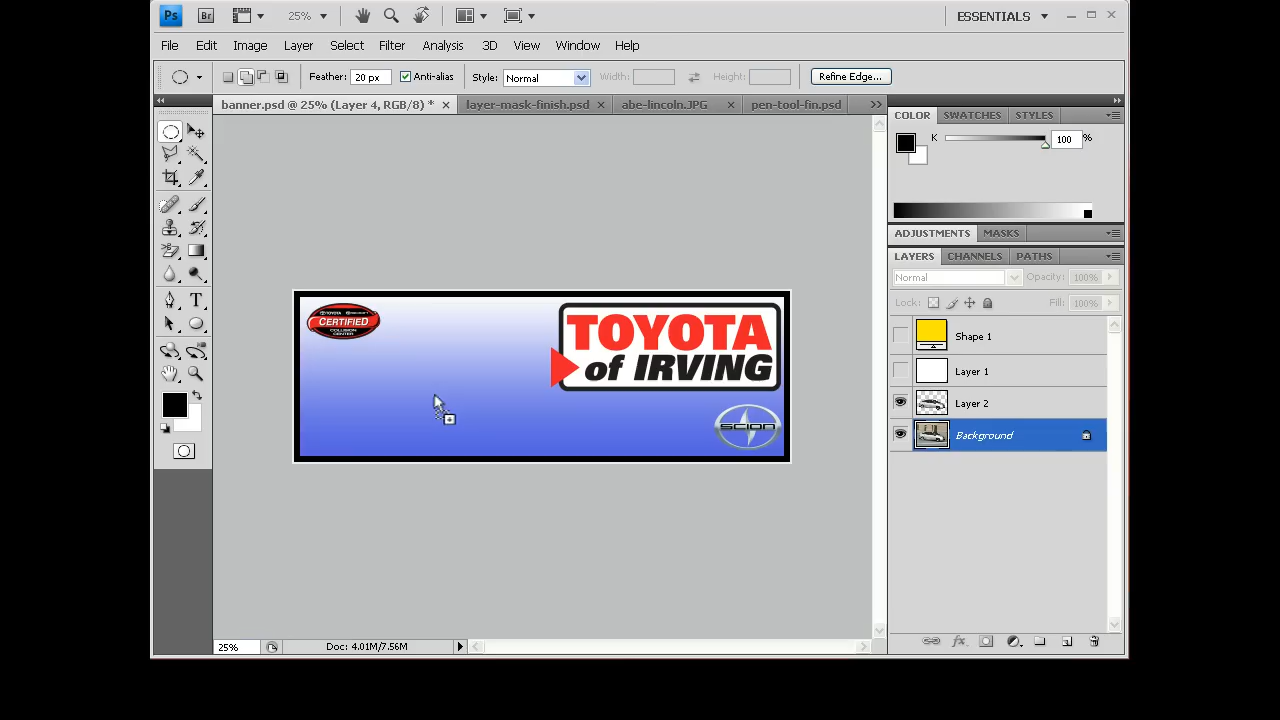 Ps Br 25% ESSENTIALS
File Edit Image Layer Select Filter Analysis 3D View Window Help
Feather: 20 px Anti-alias Style: Normal Width: Height: Refine Edge...
banner.psd @ 25% (Layer 4, RGB/8) * layer-mask-finish.psd abe-lincoln.JPG pen-tool-fin.psd
COLOR SWATCHES STYLES
K 100 %
ADJUSTMENTS MASKS
LAYERS CHANNELS PATHS
Normal Opacity: 100%
Lock: Fill: 100%
Shape 1
Layer 1
Layer 2
Background
TOYOTA
CERTIFIED
COLLISION
CENTER
TOYOTA
of IRVING
SCION
T
25% Doc: 4.01M/7.56M